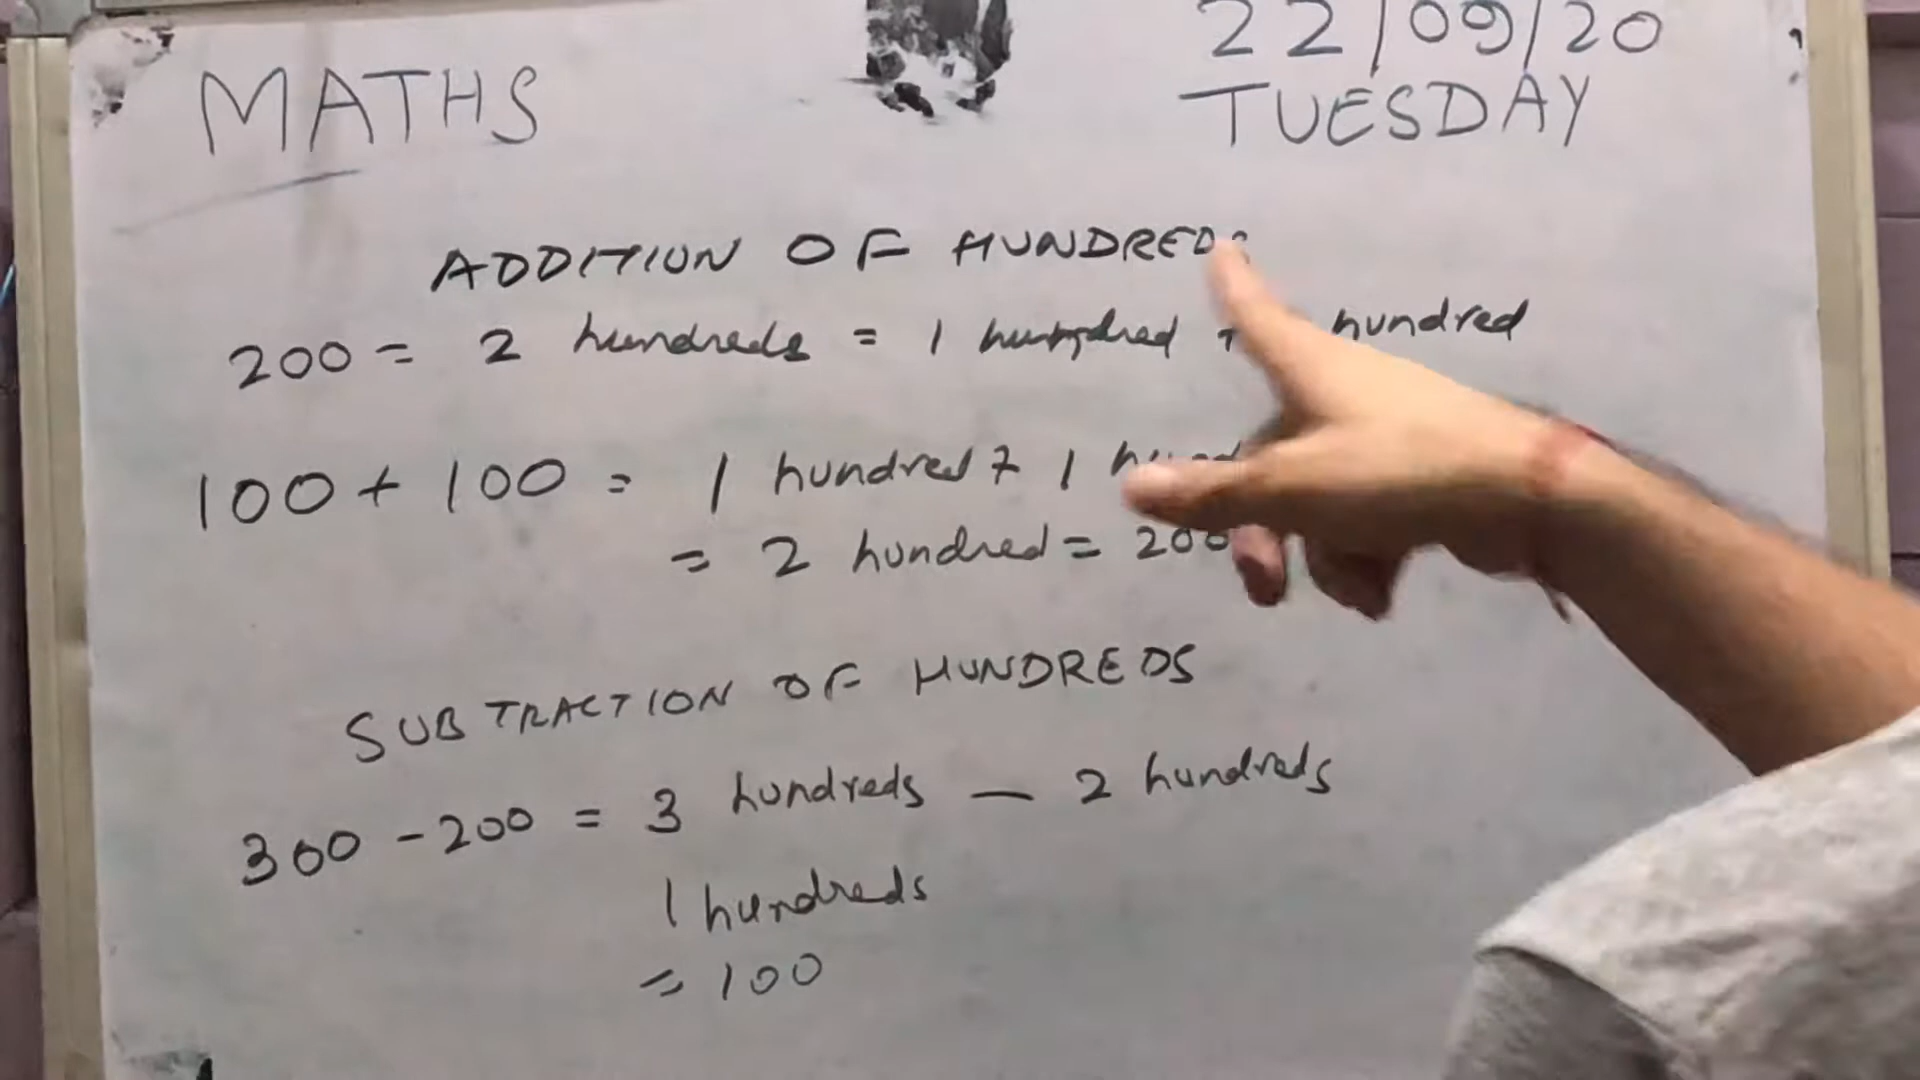 MATHS
22/09/20
TUESDAY
ADDITION OF HUNDREDS
200 = 2 hundreds = 1 hundred + hundred
100 + 100 = 1 hundred + 1
= 2 hundred = 200
SUBTRACTION OF HUNDREDS
300 - 200 = 3 hundreds - 2 hundreds
1 hundreds
= 100